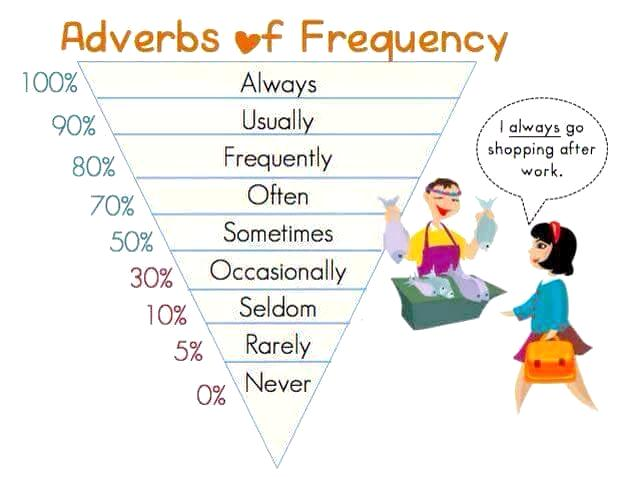 Adverbs of Frequency
100% Always
90% Usually
80% Frequently
70% Often
50% Sometimes
30% Occasionally
10% Seldom
5% Rarely
0% Never
I always go
shopping after
work.